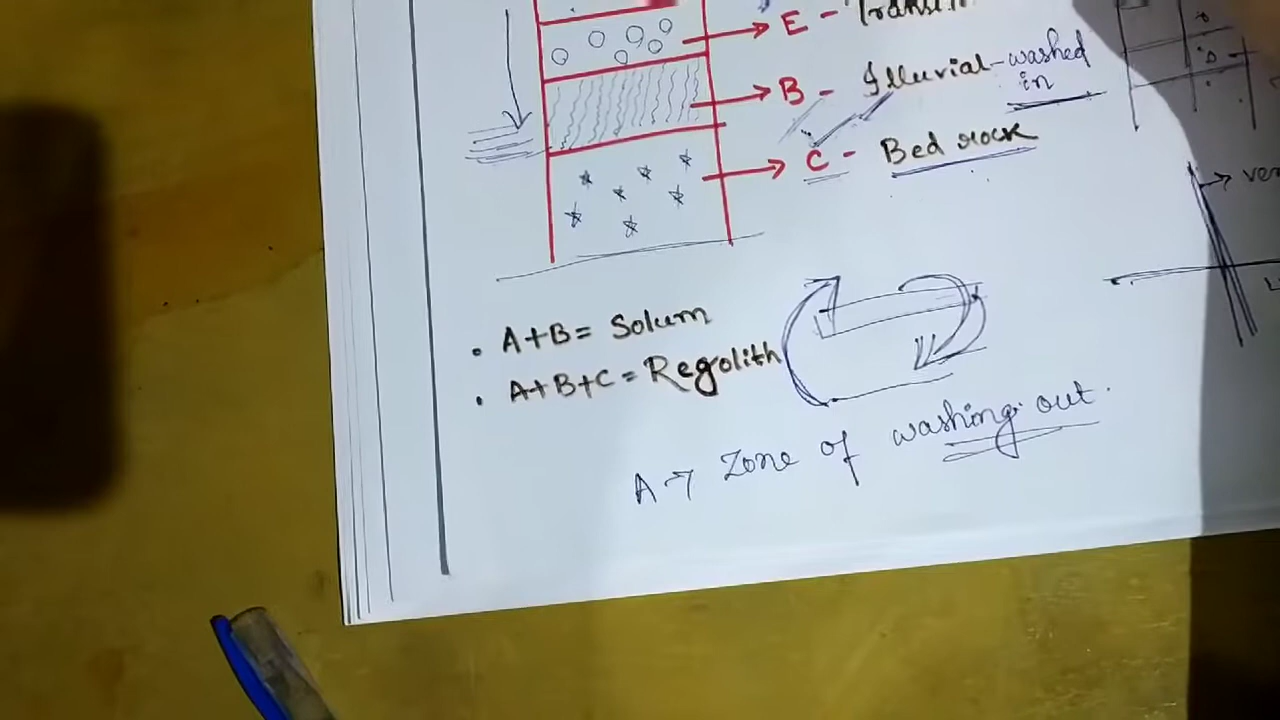 E -
B - Illuvial - washed
in
C - Bed rock
• A+B = Solum
• A+B+C = Regolith
A → Zone of washing out.